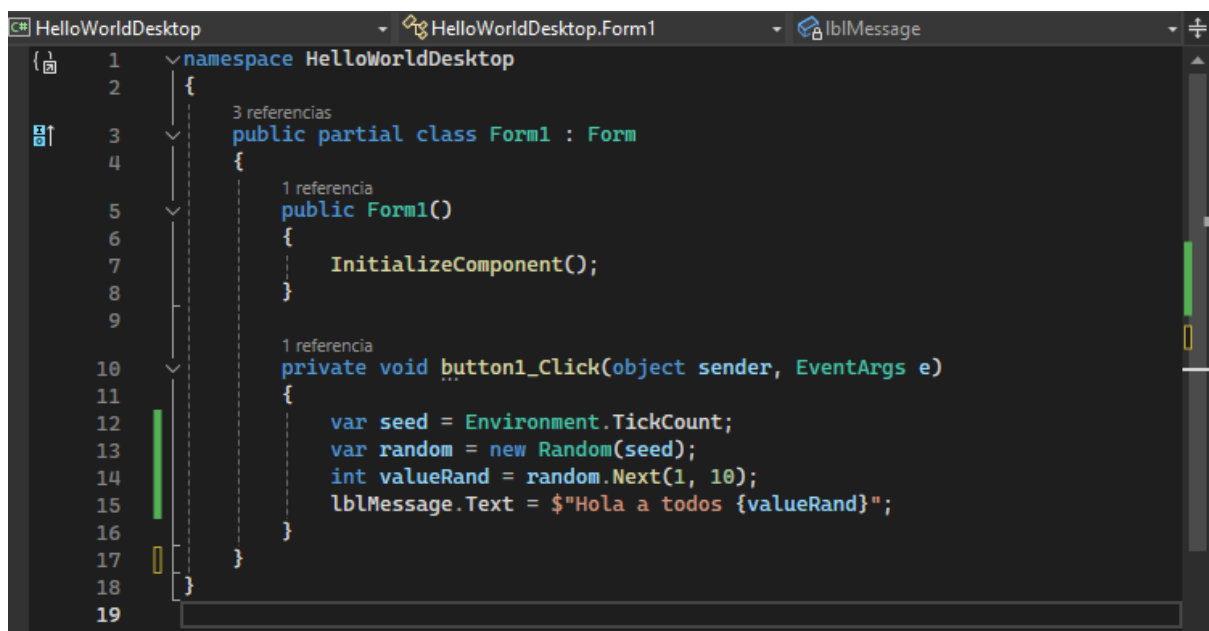 C# HelloWorldDesktop HelloWorldDesktop.Form1 lblMessage
1 namespace HelloWorldDesktop
2 {
3 referencias
3 public partial class Form1 : Form
4 {
1 referencia
5 public Form1()
6 {
7 InitializeComponent();
8 }
9
1 referencia
10 private void button1_Click(object sender, EventArgs e)
11 {
12 var seed = Environment.TickCount;
13 var random = new Random(seed);
14 int valueRand = random.Next(1, 10);
15 lblMessage.Text = $"Hola a todos {valueRand}";
16 }
17 }
18 }
19